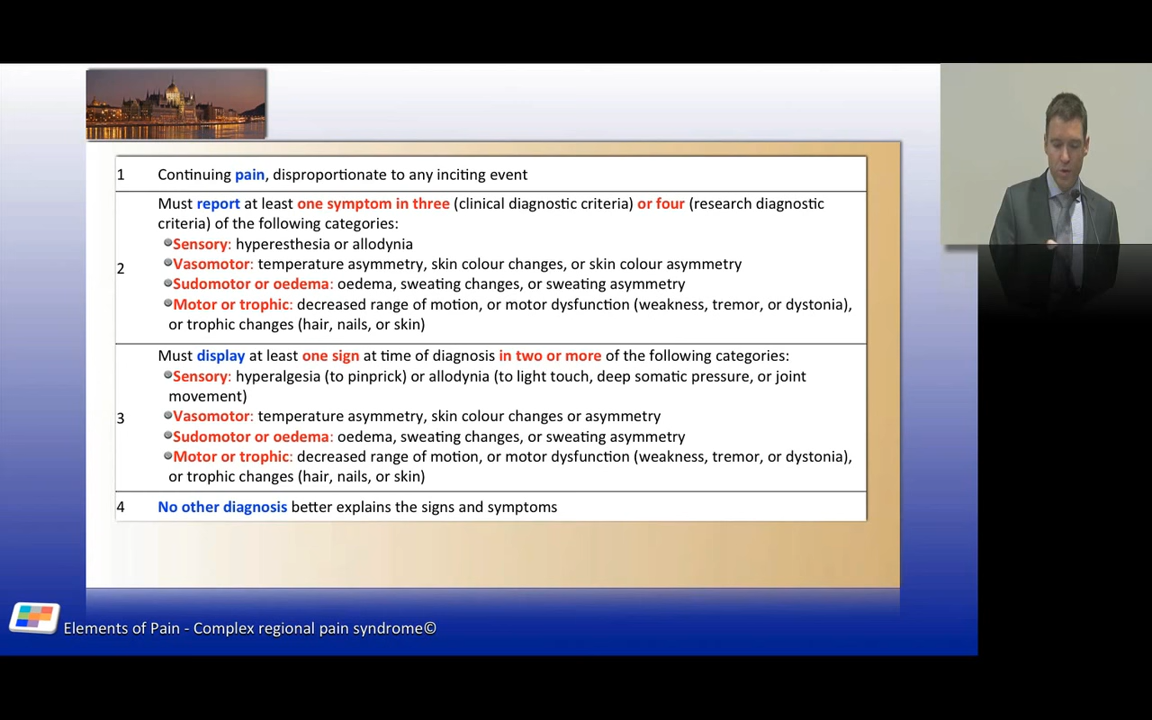 1 Continuing pain, disproportionate to any inciting event
Must report at least one symptom in three (clinical diagnostic criteria) or four (research diagnostic
criteria) of the following categories:
Sensory: hyperesthesia or allodynia
2 Vasomotor: temperature asymmetry, skin colour changes, or skin colour asymmetry
Sudomotor or oedema: oedema, sweating changes, or sweating asymmetry
Motor or trophic: decreased range of motion, or motor dysfunction (weakness, tremor, or dystonia),
or trophic changes (hair, nails, or skin)
Must display at least one sign at time of diagnosis in two or more of the following categories:
Sensory: hyperalgesia (to pinprick) or allodynia (to light touch, deep somatic pressure, or joint
movement)
3 Vasomotor: temperature asymmetry, skin colour changes or asymmetry
Sudomotor or oedema: oedema, sweating changes, or sweating asymmetry
Motor or trophic: decreased range of motion, or motor dysfunction (weakness, tremor, or dystonia),
or trophic changes (hair, nails, or skin)
4 No other diagnosis better explains the signs and symptoms
Elements of Pain - Complex regional pain syndrome©